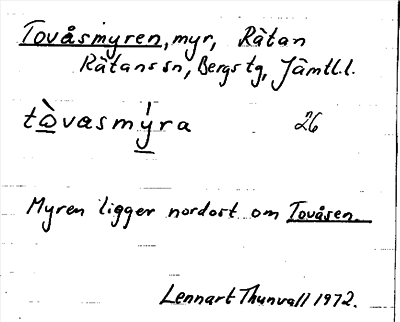 Tovåsmyren, myr, Rätan
Rätans sn, Bergs tg, Jämtl.l.
tòvasmýra 26
Myren ligger nordost om Tovåsen.
Lennart Thunvall 1972.